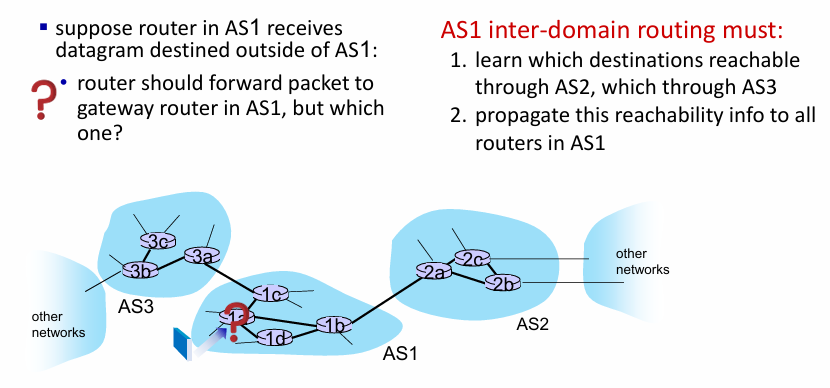 ▪ suppose router in AS1 receives
datagram destined outside of AS1:
• router should forward packet to
gateway router in AS1, but which
one?
?
AS1 inter-domain routing must:
1. learn which destinations reachable
through AS2, which through AS3
2. propagate this reachability info to all
routers in AS1
3c
3a
3b
AS3
other
networks
1c
?
1d
1b
AS1
2c
2a
2b
AS2
other
networks